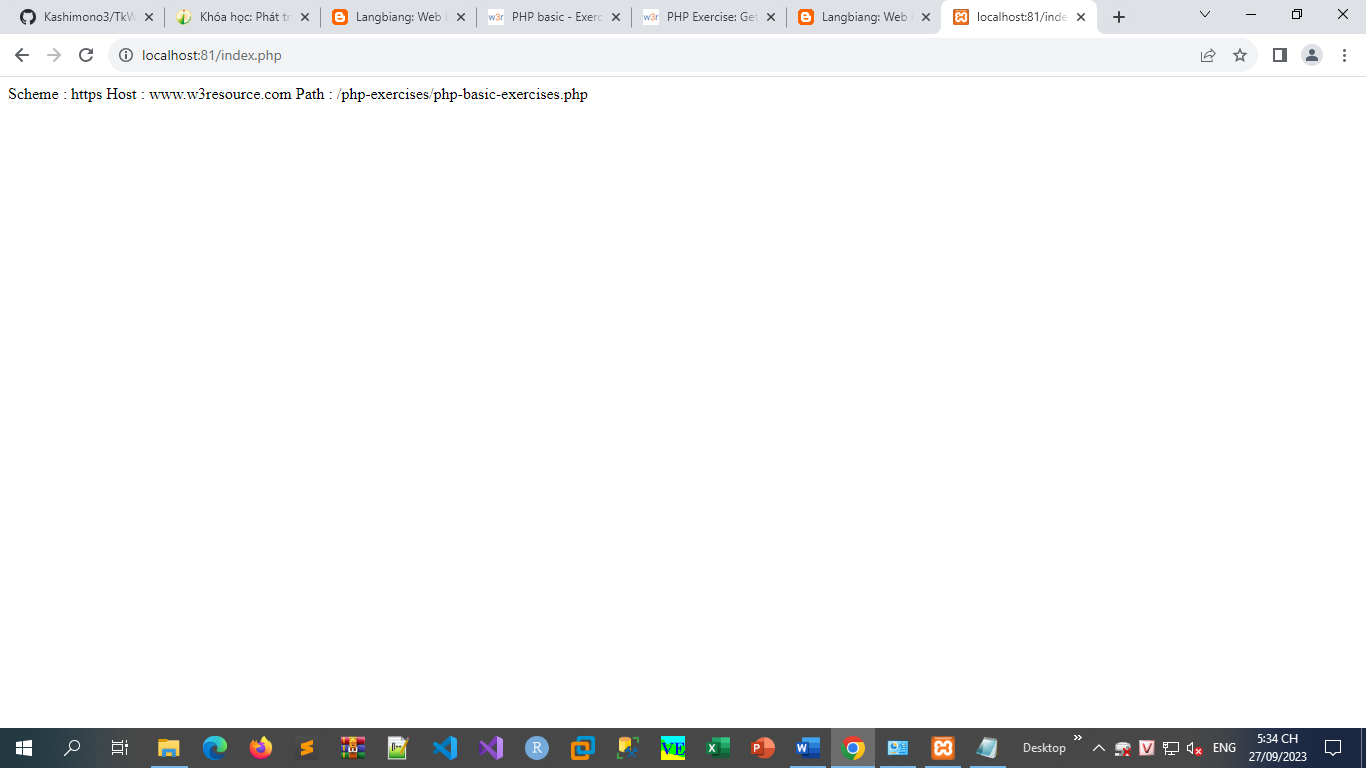 Kashimono3/TkW
Khóa học: Phát tr
Langbiang: Web
PHP basic - Exerc
PHP Exercise: Get
Langbiang: Web
localhost:81/inde
localhost:81/index.php
Scheme : https Host : www.w3resource.com Path : /php-exercises/php-basic-exercises.php
Desktop
ENG
5:34 CH
27/09/2023